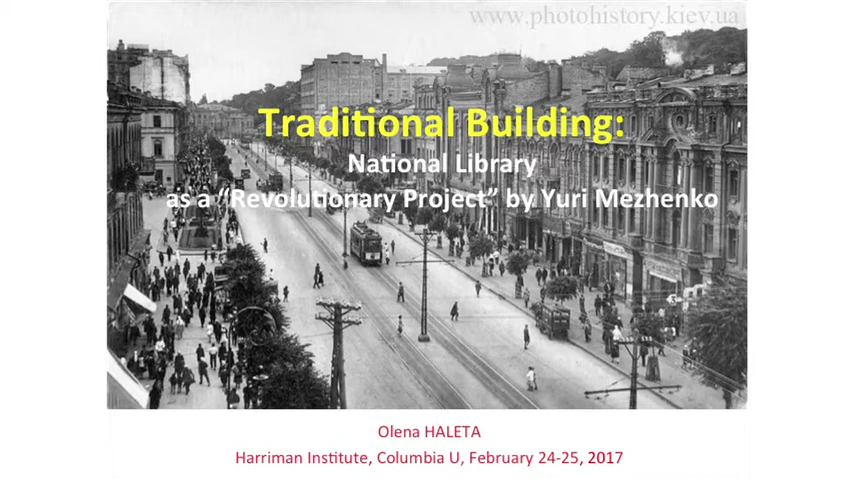 www.photohistory.kiev.ua
Traditional Building:
National Library
as a “Revolutionary Project” by Yuri Mezhenko
Olena HALETA
Harriman Institute, Columbia U, February 24-25, 2017